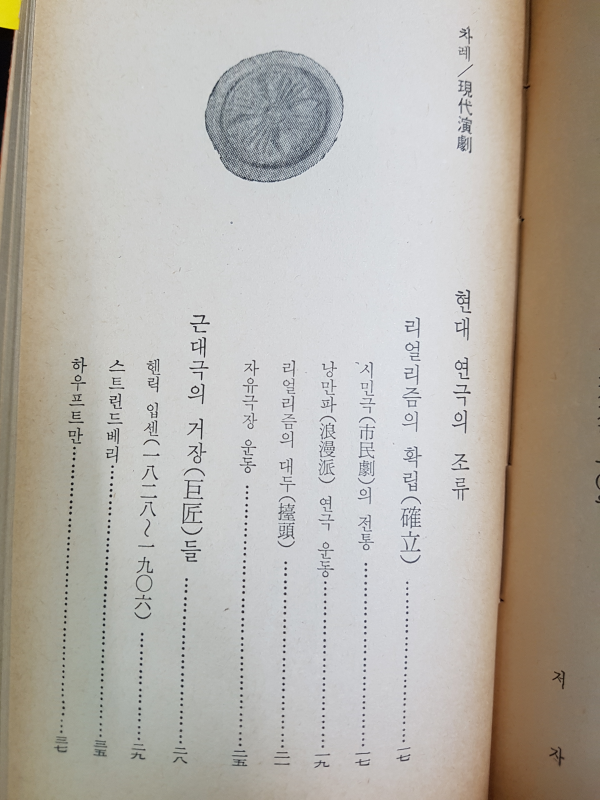 저 자
차례／現代演劇
현대 연극의 조류
리얼리즘의 확립(確立)…………一七
시민극(市民劇)의 전통…………一七
낭만파(浪漫派) 연극 운동…………一九
리얼리즘의 대두(擡頭)…………二一
자유극장 운동…………二五
근대극의 거장(巨匠)들…………二八
헨릭 입센(一八二八～一九〇六)…………二九
스트린드베리…………三五
하우프트만…………三七